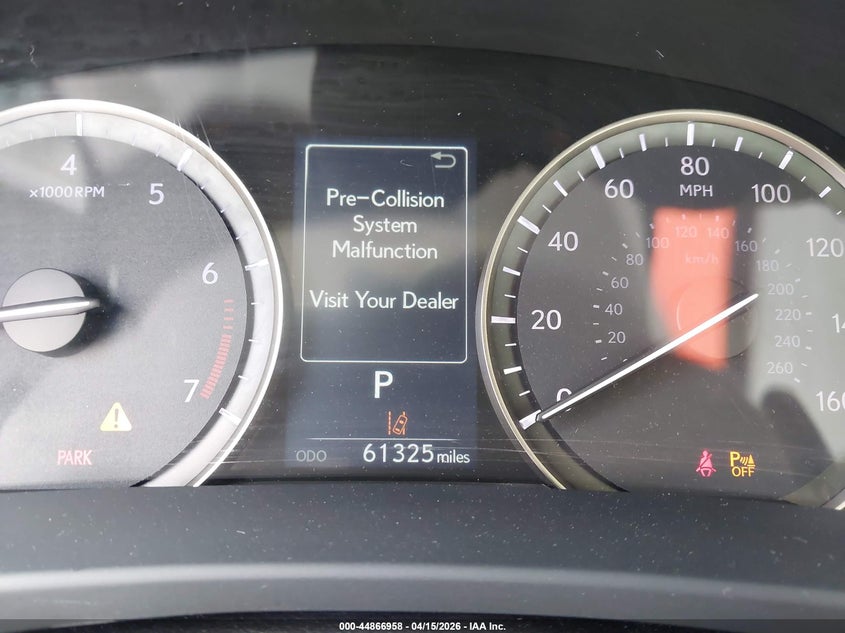 4
×1000RPM
5
6
7
PARK
Pre-Collision
System
Malfunction
Visit Your Dealer
P
ODO 61325 miles
0
20
40
60
80
MPH
100
120
160
20
40
60
80
100
120
140
160
180
200
220
240
260
km/h
P
OFF
000-44866958 - 04/15/2026 - IAA Inc.